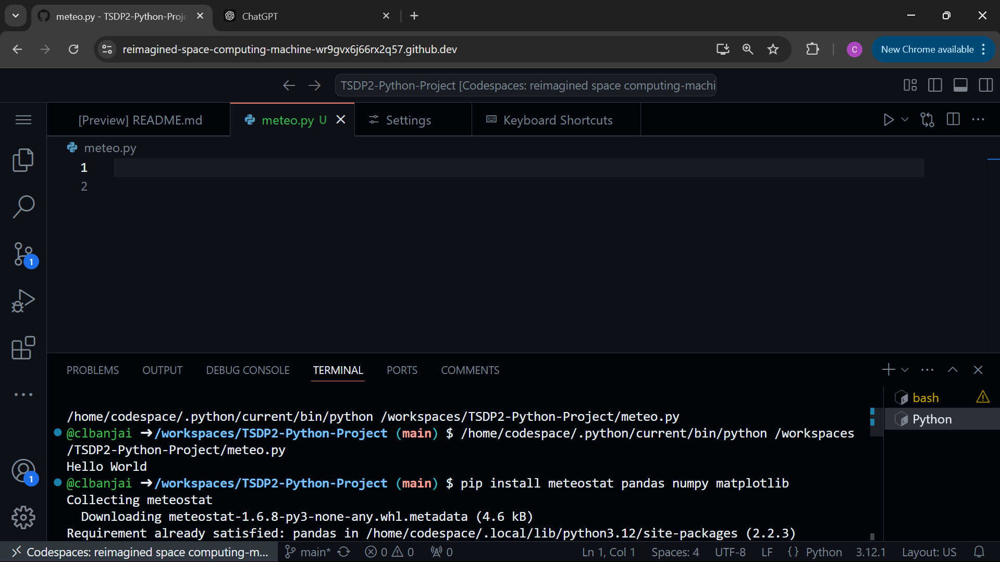 meteo.py - TSDP2-Python-Proje
ChatGPT
reimagined-space-computing-machine-wr9gvx6j66rx2q57.github.dev
C
New Chrome available
TSDP2-Python-Project [Codespaces: reimagined space computing-machi
[Preview] README.md
meteo.py U
Settings
Keyboard Shortcuts
meteo.py
1
2
1
PROBLEMS
OUTPUT
DEBUG CONSOLE
TERMINAL
PORTS
COMMENTS
bash
Python
/home/codespace/.python/current/bin/python /workspaces/TSDP2-Python-Project/meteo.py
@clbanjai ➜ /workspaces/TSDP2-Python-Project (main) $ /home/codespace/.python/current/bin/python /workspaces
/TSDP2-Python-Project/meteo.py
Hello World
@clbanjai ➜ /workspaces/TSDP2-Python-Project (main) $ pip install meteostat pandas numpy matplotlib
Collecting meteostat
Downloading meteostat-1.6.8-py3-none-any.whl.metadata (4.6 kB)
Requirement already satisfied: pandas in /home/codespace/.local/lib/python3.12/site-packages (2.2.3)
1
Codespaces: reimagined space computing-m...
main*
0
0
0
Ln 1, Col 1
Spaces: 4
UTF-8
LF
{} Python
3.12.1
Layout: US